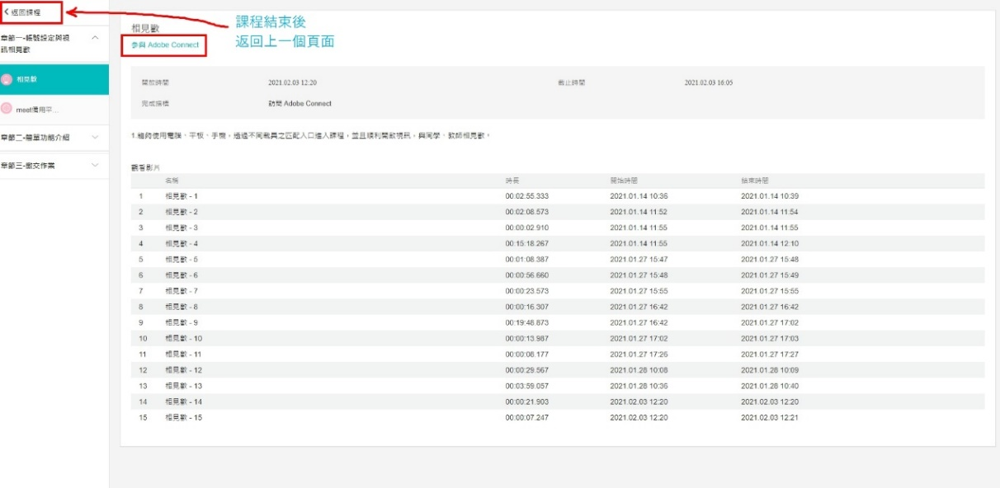 返回課程
課程結束後
返回上一個頁面
章節一-帳號設定與視
訊相見歡
相見歡
meet備用平...
章節二-簡單功能介紹
章節三-繳交作業
相見歡
參與 Adobe Connect
開放時間 2021.02.03 12:20 截止時間 2021.02.03 16:05
完成指標 訪問 Adobe Connect
1.能夠使用電腦、平板、手機，透過不同載具之匹配入口進入課程，並且順利開啟視訊，與同學、教師相見歡。
觀看影片
名稱 時長 開始時間 結束時間
1 相見歡 - 1 00:02:55.333 2021.01.14 10:36 2021.01.14 10:39
2 相見歡 - 2 00:02:08.573 2021.01.14 11:52 2021.01.14 11:54
3 相見歡 - 3 00:00:02.910 2021.01.14 11:55 2021.01.14 11:55
4 相見歡 - 4 00:15:18.267 2021.01.14 11:55 2021.01.14 12:10
5 相見歡 - 5 00:01:08.387 2021.01.27 15:47 2021.01.27 15:48
6 相見歡 - 6 00:00:56.660 2021.01.27 15:48 2021.01.27 15:49
7 相見歡 - 7 00:00:23.573 2021.01.27 15:55 2021.01.27 15:55
8 相見歡 - 8 00:00:16.307 2021.01.27 16:42 2021.01.27 16:42
9 相見歡 - 9 00:19:48.873 2021.01.27 16:42 2021.01.27 17:02
10 相見歡 - 10 00:00:13.987 2021.01.27 17:02 2021.01.27 17:03
11 相見歡 - 11 00:00:08.177 2021.01.27 17:26 2021.01.27 17:27
12 相見歡 - 12 00:00:29.567 2021.01.28 10:08 2021.01.28 10:09
13 相見歡 - 13 00:03:59.057 2021.01.28 10:36 2021.01.28 10:40
14 相見歡 - 14 00:00:21.903 2021.02.03 12:20 2021.02.03 12:20
15 相見歡 - 15 00:00:07.247 2021.02.03 12:20 2021.02.03 12:21